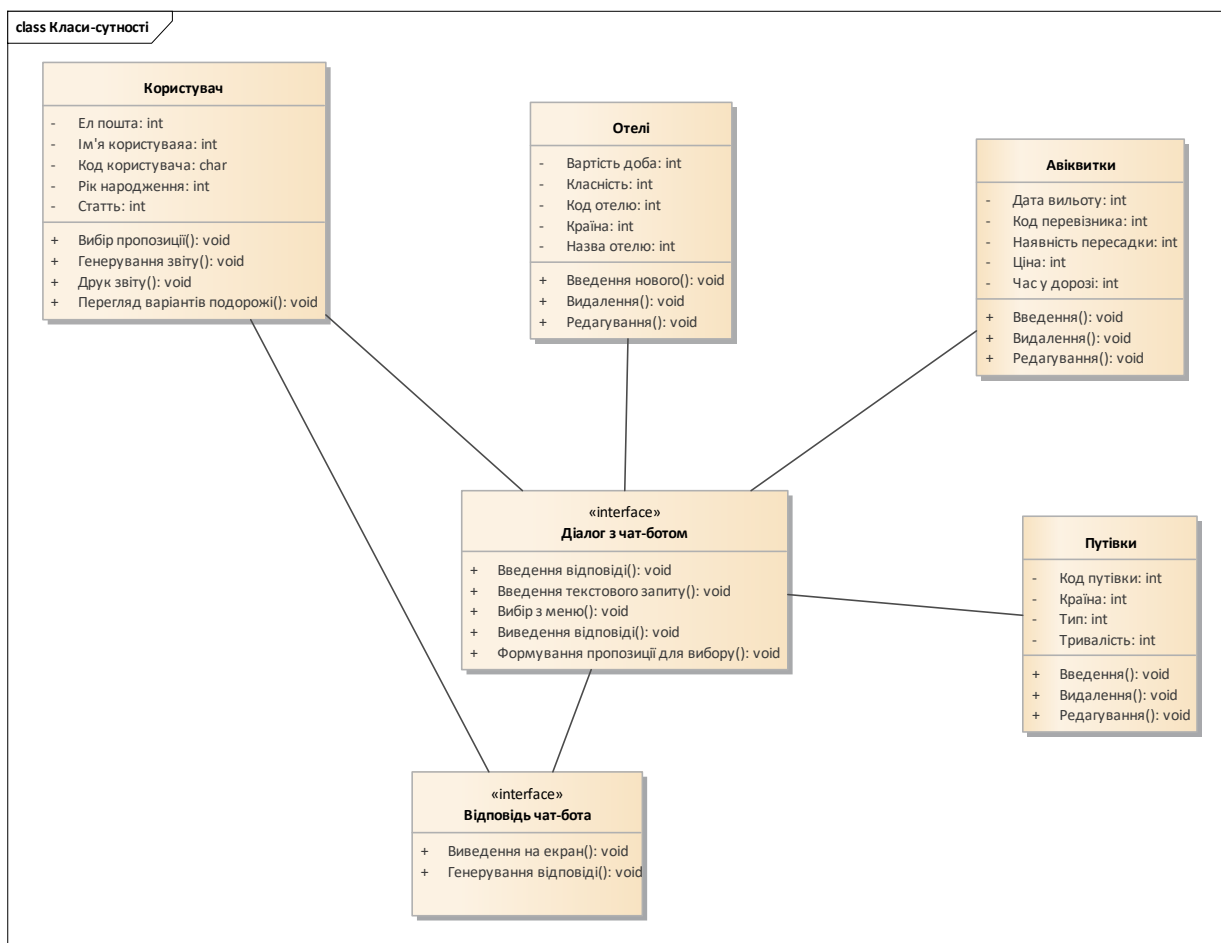 class Класи-сутності
Користувач
- Ел пошта: int
- Ім'я користуваяа: int
- Код користувача: char
- Рік народження: int
- Статть: int
+ Вибір пропозиції(): void
+ Генерування звіту(): void
+ Друк звіту(): void
+ Перегляд варіантів подорожі(): void
Отелі
- Вартість доба: int
- Класність: int
- Код отелю: int
- Країна: int
- Назва отелю: int
+ Введення нового(): void
+ Видалення(): void
+ Редагування(): void
Авіквитки
- Дата вильоту: int
- Код перевізника: int
- Наявність пересадки: int
- Ціна: int
- Час у дорозі: int
+ Введення(): void
+ Видалення(): void
+ Редагування(): void
«interface»
Діалог з чат-ботом
+ Введення відповіді(): void
+ Введення текстового запиту(): void
+ Вибір з меню(): void
+ Виведення відповіді(): void
+ Формування пропозиції для вибору(): void
Путівки
- Код путівки: int
- Країна: int
- Тип: int
- Тривалість: int
+ Введення(): void
+ Видалення(): void
+ Редагування(): void
«interface»
Відповідь чат-бота
+ Виведення на екран(): void
+ Генерування відповіді(): void